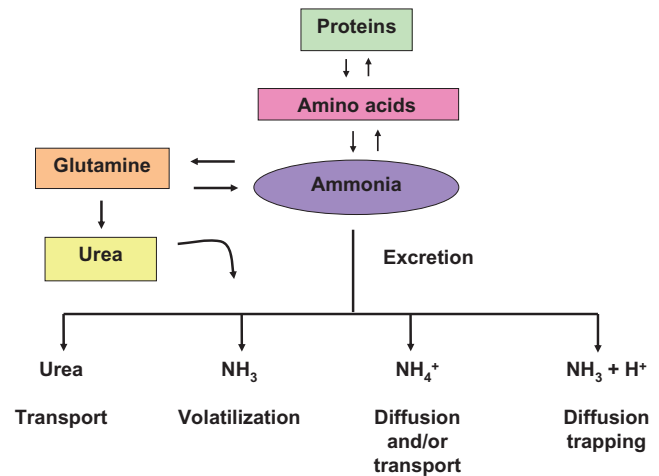 Proteins
Amino acids
Glutamine
Ammonia
Urea
Excretion
Urea
NH₃
NH₄⁺
NH₃ + H⁺
Transport
Volatilization
Diffusion
and/or
transport
Diffusion
trapping